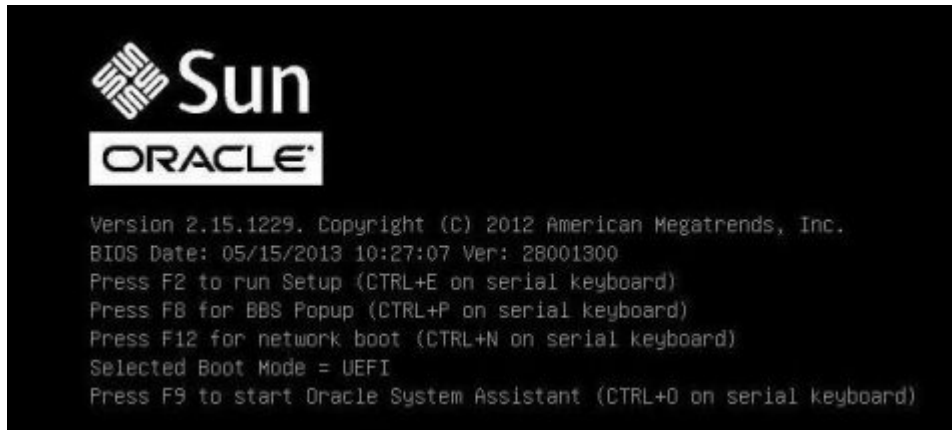 Sun
ORACLE
Version 2.15.1229. Copyright (C) 2012 American Megatrends, Inc.
BIOS Date: 05/15/2013 10:27:07 Ver: 28001300
Press F2 to run Setup (CTRL+E on serial keyboard)
Press F8 for BBS Popup (CTRL+P on serial keyboard)
Press F12 for network boot (CTRL+N on serial keyboard)
Selected Boot Mode = UEFI
Press F9 to start Oracle System Assistant (CTRL+O on serial keyboard)